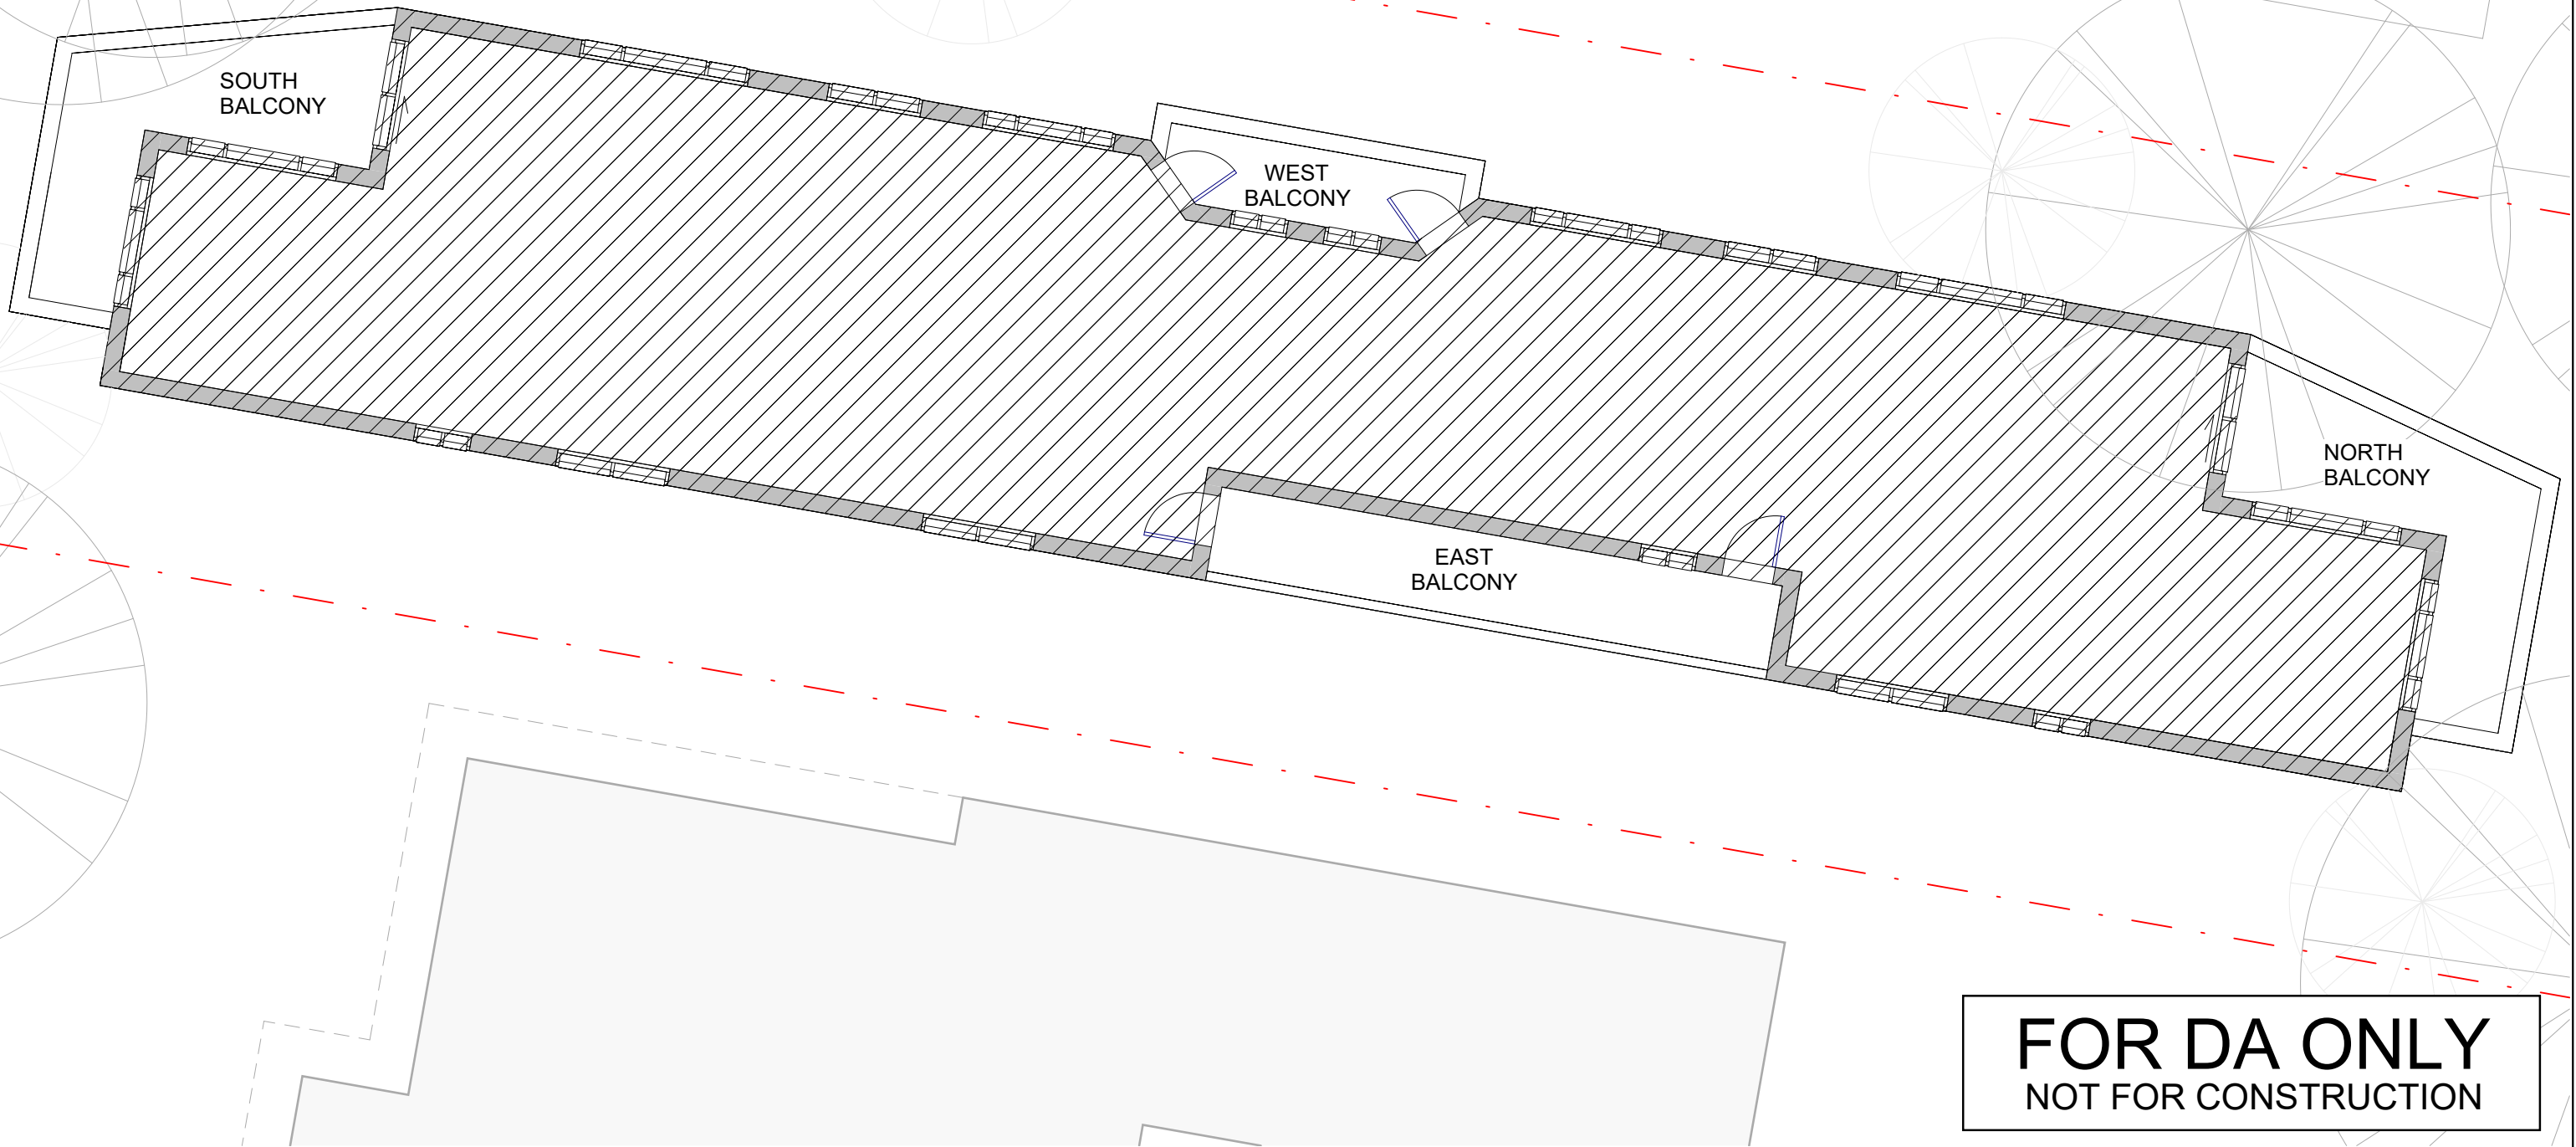 SOUTH
BALCONY
WEST
BALCONY
NORTH
BALCONY
EAST
BALCONY
FOR DA ONLY
NOT FOR CONSTRUCTION